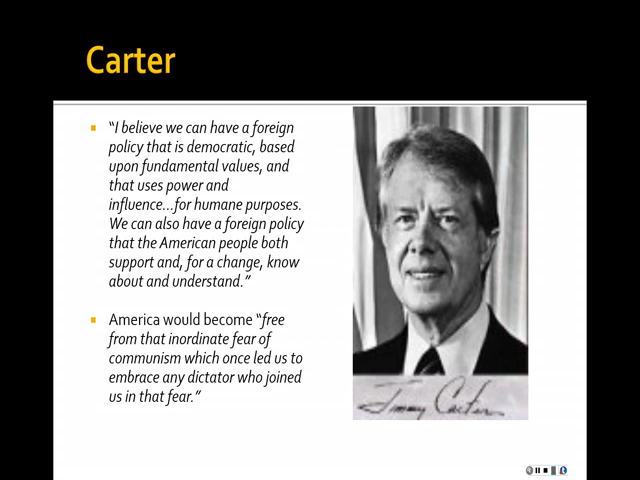 Carter
“I believe we can have a foreign
policy that is democratic, based
upon fundamental values, and
that uses power and
influence...for humane purposes.
We can also have a foreign policy
that the American people both
support and, for a change, know
about and understand.”
America would become “free
from that inordinate fear of
communism which once led us to
embrace any dictator who joined
us in that fear.”
Jimmy Carter